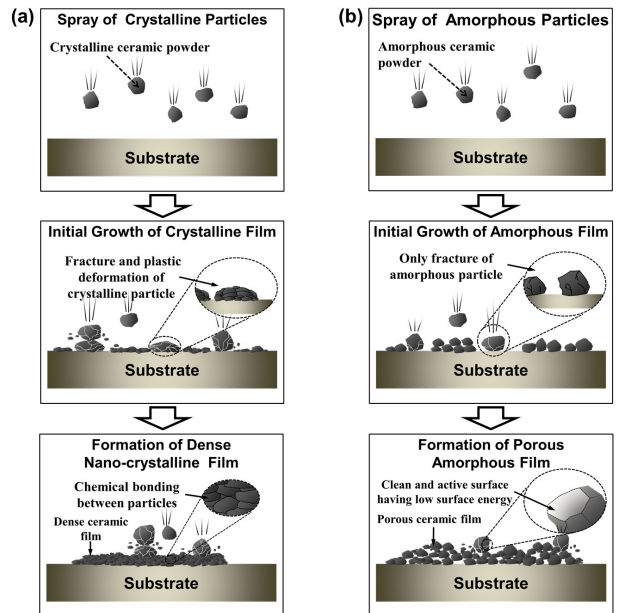 (a)
Spray of Crystalline Particles
Crystalline ceramic powder
Substrate
Initial Growth of Crystalline Film
Fracture and plastic
deformation of
crystalline particle
Substrate
Formation of Dense
Nano-crystalline Film
Chemical bonding
between particles
Dense ceramic
film
Substrate
(b)
Spray of Amorphous Particles
Amorphous ceramic
powder
Substrate
Initial Growth of Amorphous Film
Only fracture of
amorphous particle
Substrate
Formation of Porous
Amorphous Film
Clean and active surface
having low surface energy
Porous ceramic film
Substrate